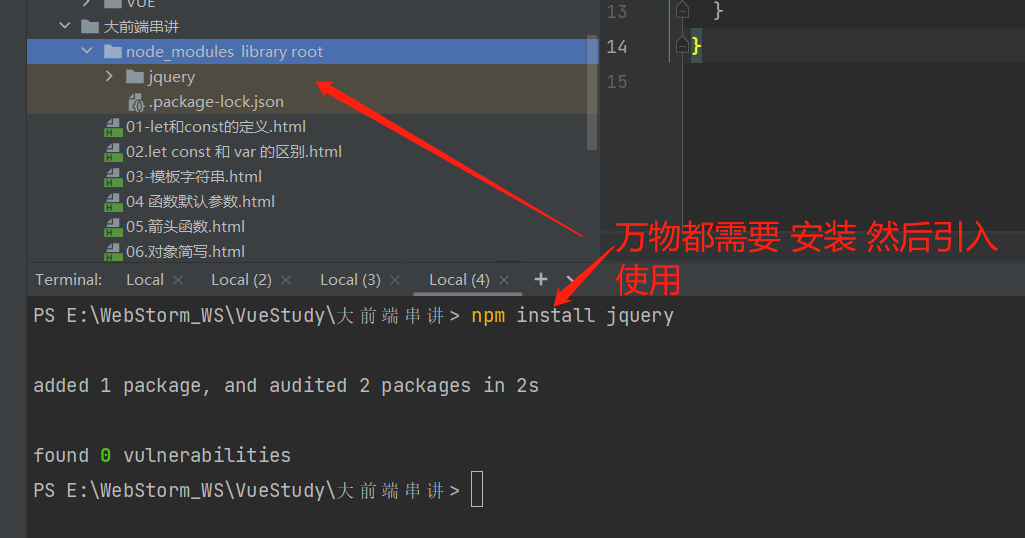 VUE
大前端串讲
node_modules library root
jquery
.package-lock.json
01-let和const的定义.html
02.let const 和 var 的区别.html
03-模板字符串.html
04 函数默认参数.html
05.箭头函数.html
06.对象简写.html
13 }
14 }
15
万物都需要 安装 然后引入
使用
Terminal: Local × Local (2) × Local (3) × Local (4) × +
PS E:\WebStorm_WS\VueStudy\大前端串讲> npm install jquery
added 1 package, and audited 2 packages in 2s
found 0 vulnerabilities
PS E:\WebStorm_WS\VueStudy\大前端串讲>